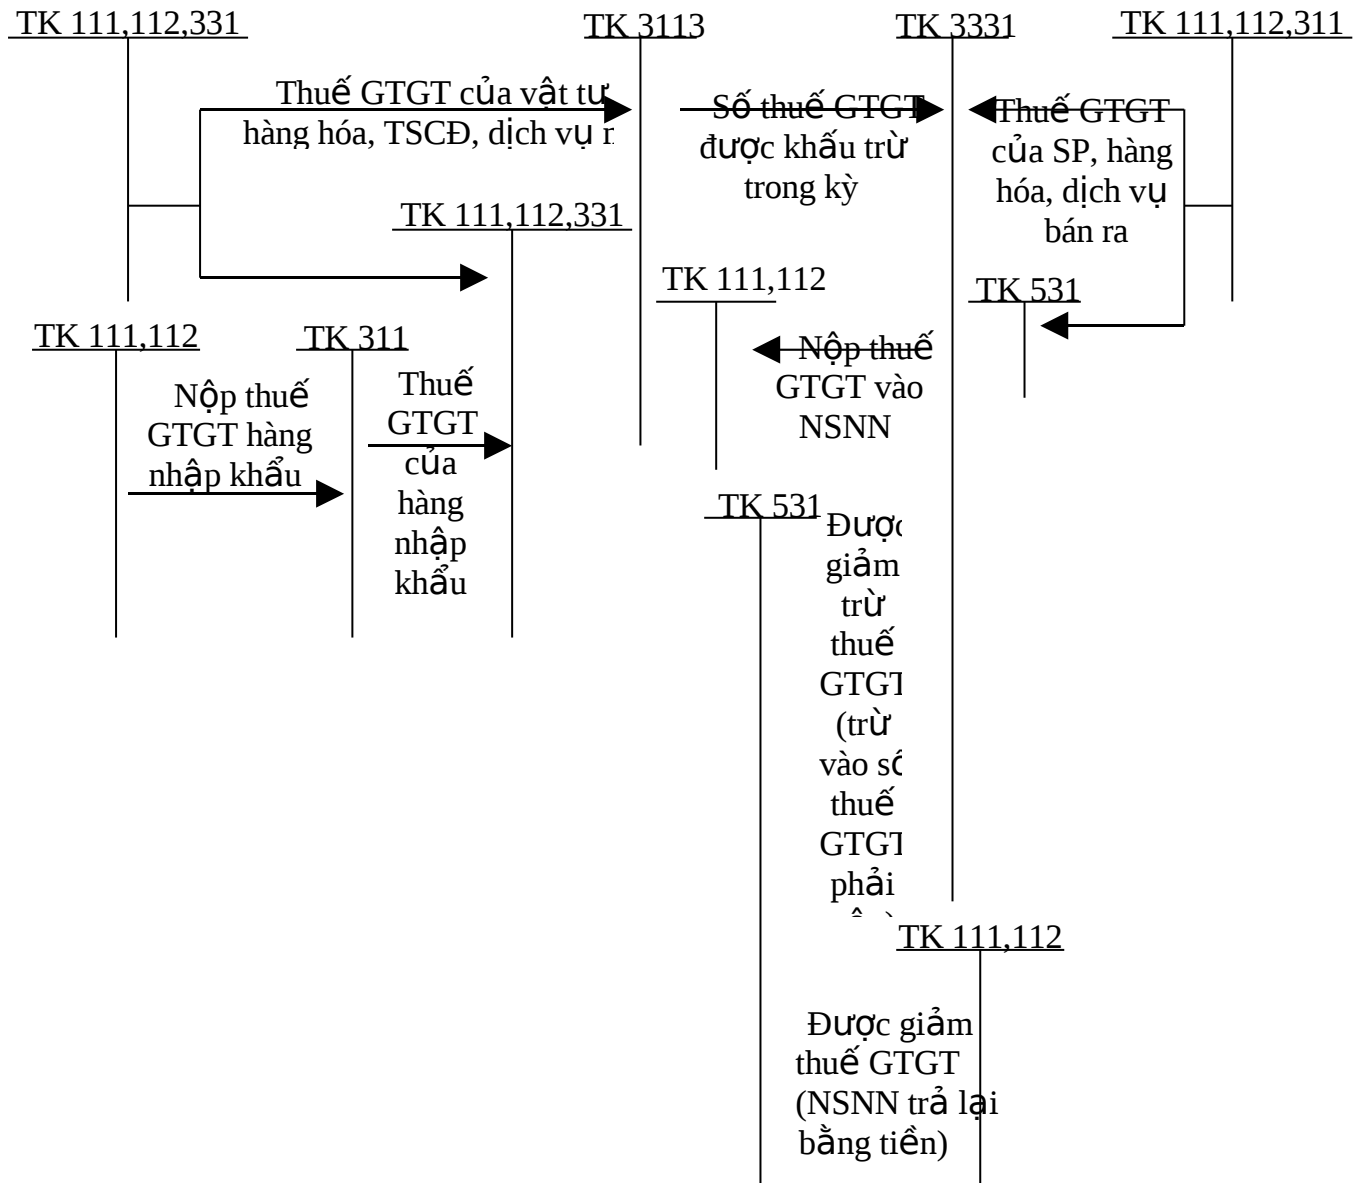 TK 111,112,331
TK 3113
TK 3331
TK 111,112,311
Thuế GTGT của vật tư
hàng hóa, TSCĐ, dịch vụ
Số thuế GTGT
được khấu trừ
trong kỳ
Thuế GTGT
của SP, hàng
hóa, dịch vụ
bán ra
TK 111,112,331
TK 111,112
TK 531
TK 111,112
TK 311
Nộp thuế
GTGT hàng
nhập khẩu
Thuế
GTGT
của
hàng
nhập
khẩu
Nộp thuế
GTGT vào
NSNN
TK 531
Được
giảm
trừ
thuế
GTGT
(trừ
vào số
thuế
GTGT
phải
TK 111,112
Được giảm
thuế GTGT
(NSNN trả lại
bằng tiền)